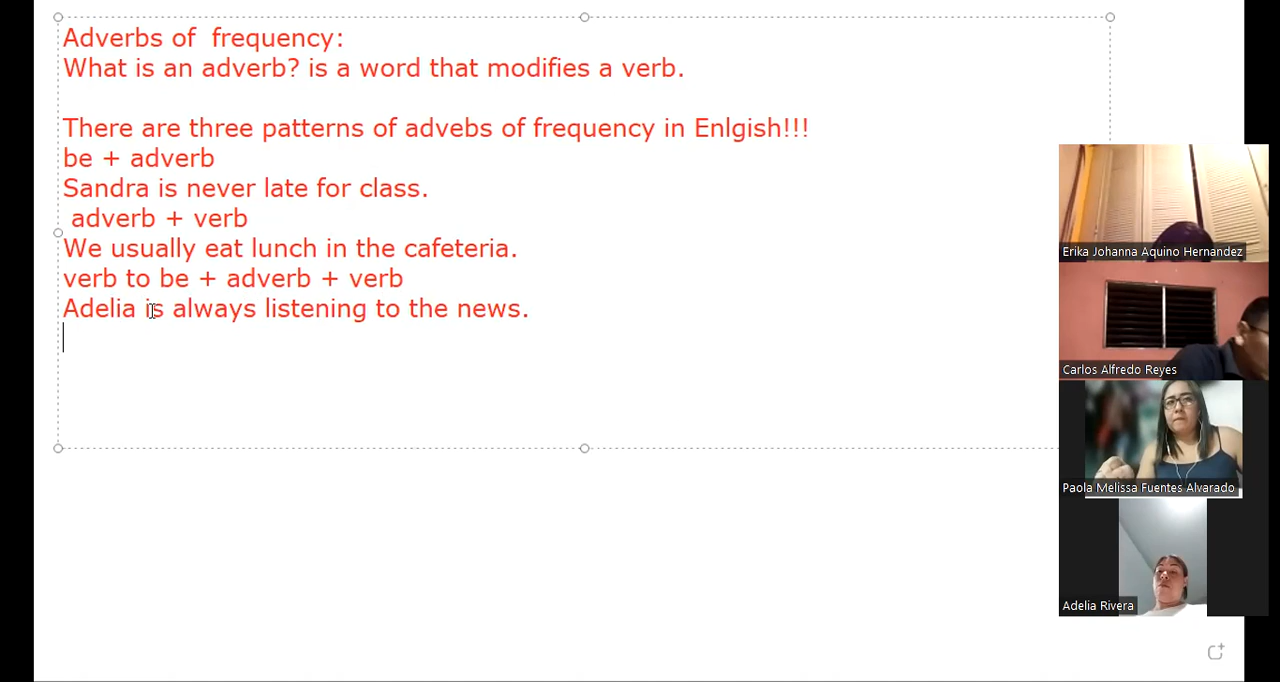 Adverbs of  frequency:
What is an adverb? is a word that modifies a verb.
There are three patterns of advebs of frequency in Enlgish!!!
be + adverb
Sandra is never late for class.
adverb + verb
We usually eat lunch in the cafeteria.
verb to be + adverb + verb
Adelia is always listening to the news.
Erika Johanna Aquino Hernandez
Carlos Alfredo Reyes
Paola Melissa Fuentes Alvarado
Adelia Rivera